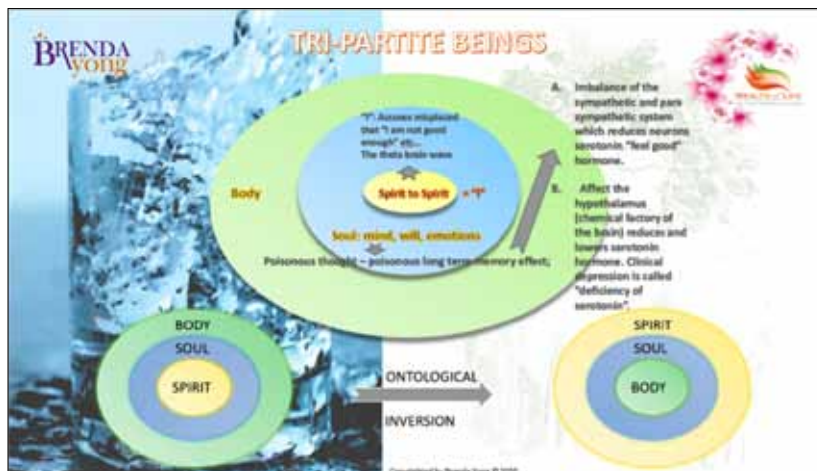 BRENDA
yong
TRI-PARTITE BEINGS
"I": Accuses misplaced
that "I am not good
enough" etc...
The theta brain wave
Body
Spirit to Spirit
= "I"
Soul: mind, will, emotions
Poisonous thought – poisonous long term memory effect;
A. Imbalance of the
sympathetic and para
sympathetic system
which reduces neurons
serotonin "feel good"
hormone.
B. Affect the
hypothalamus
(chemical factory of
the brain) reduces and
lowers serotonin
hormone. Clinical
depression is called
"deficiency of
serotonin".
BODY
SOUL
SPIRIT
ONTOLOGICAL
INVERSION
SPIRIT
SOUL
BODY